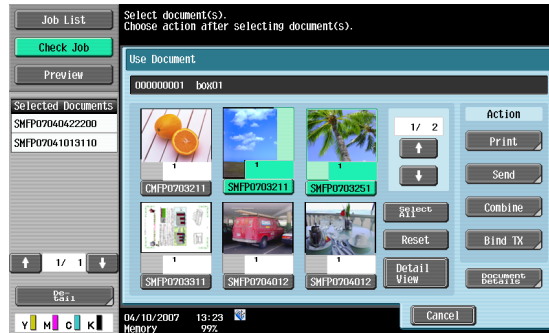 Job List
Check Job
Preview
Selected Documents
SMFP07040422200
SMFP07041013110
1/ 1
De-
tail
Y M C K
Select document(s).
Choose action after selecting document(s).
Use Document
000000001 box01
1
CMFP0703211
1
SMFP0703211
1
SMFP0703251
1
SMFP0703311
1
SMFP0704012
1
SMFP0704012
1/ 2
Select
All
Reset
Detail
View
Action
Print
Send
Combine
Bind TX
Document
Details
Cancel
04/10/2007 13:23
Memory 99%